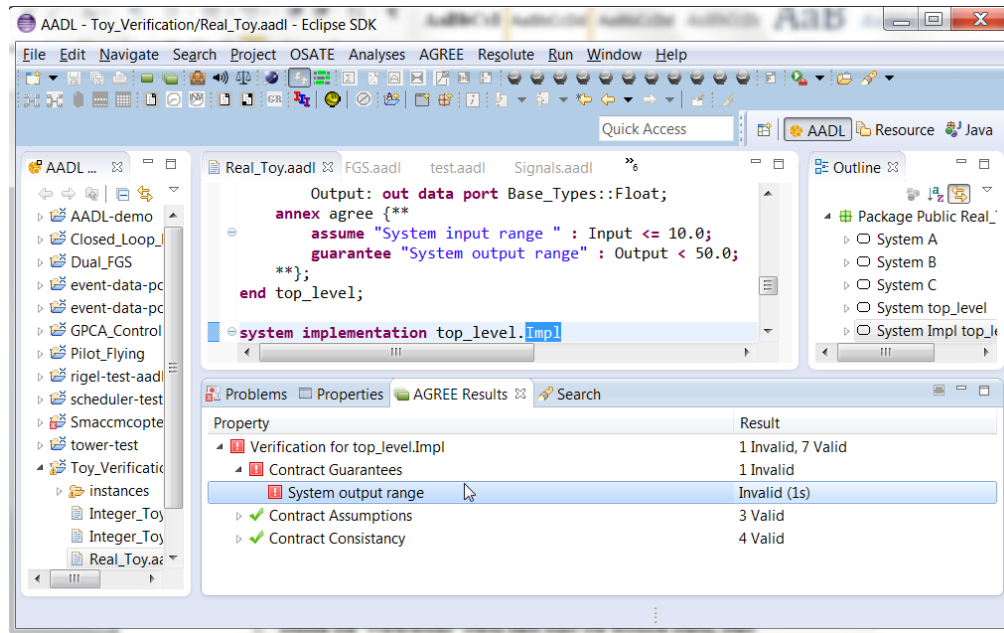 AADL - Toy_Verification/Real_Toy.aadl - Eclipse SDK
File Edit Navigate Search Project OSATE Analyses AGREE Resolute Run Window Help
Quick Access AADL Resource Java
AADL ...
AADL-demo
Closed_Loop_
Dual_FGS
event-data-po
event-data-po
GPCA_Control
Pilot_Flying
rigel-test-aadl
scheduler-test
Smaccmcopte
tower-test
Toy_Verificatio
instances
Integer_Toy
Integer_Toy
Real_Toy.aa
Real_Toy.aadl FGS.aadl test.aadl Signals.aadl »6
Output: out data port Base_Types::Float;
annex agree {**
assume "System input range " : Input <= 10.0;
guarantee "System output range" : Output < 50.0;
**};
end top_level;
system implementation top_level.Impl
Outline
Package Public Real_
System A
System B
System C
System top_level
System Impl top_le
Problems Properties AGREE Results Search
Property Result
Verification for top_level.Impl 1 Invalid, 7 Valid
Contract Guarantees 1 Invalid
System output range Invalid (1s)
Contract Assumptions 3 Valid
Contract Consistancy 4 Valid